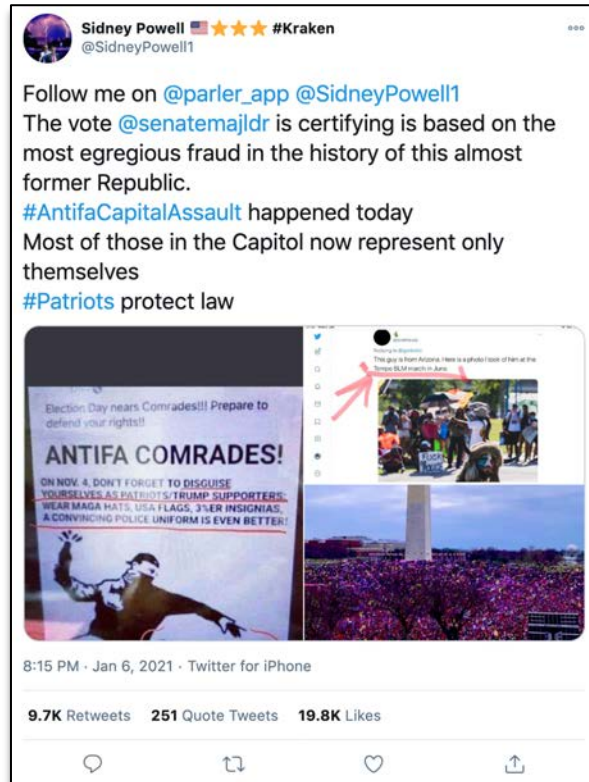 Sidney Powell 🇺🇸⭐⭐⭐ #Kraken
@SidneyPowell1
Follow me on @parler_app @SidneyPowell1
The vote @senatemajldr is certifying is based on the
most egregious fraud in the history of this almost
former Republic.
#AntifaCapitalAssault happened today
Most of those in the Capitol now represent only
themselves
#Patriots protect law
Election Day nears Comrades!!! Prepare to
defend your rights!!
ANTIFA COMRADES!
ON NOV. 4, DON'T FORGET TO DISGUISE
YOURSELVES AS PATRIOTS/TRUMP SUPPORTERS:
WEAR MAGA HATS, USA FLAGS, 3%ER INSIGNIAS,
A CONVINCING POLICE UNIFORM IS EVEN BETTER!
Replying to
This guy is from Arizona. Here is a photo I took of him at the
Tempe BLM march in June.
8:15 PM · Jan 6, 2021 · Twitter for iPhone
9.7K Retweets 251 Quote Tweets 19.8K Likes